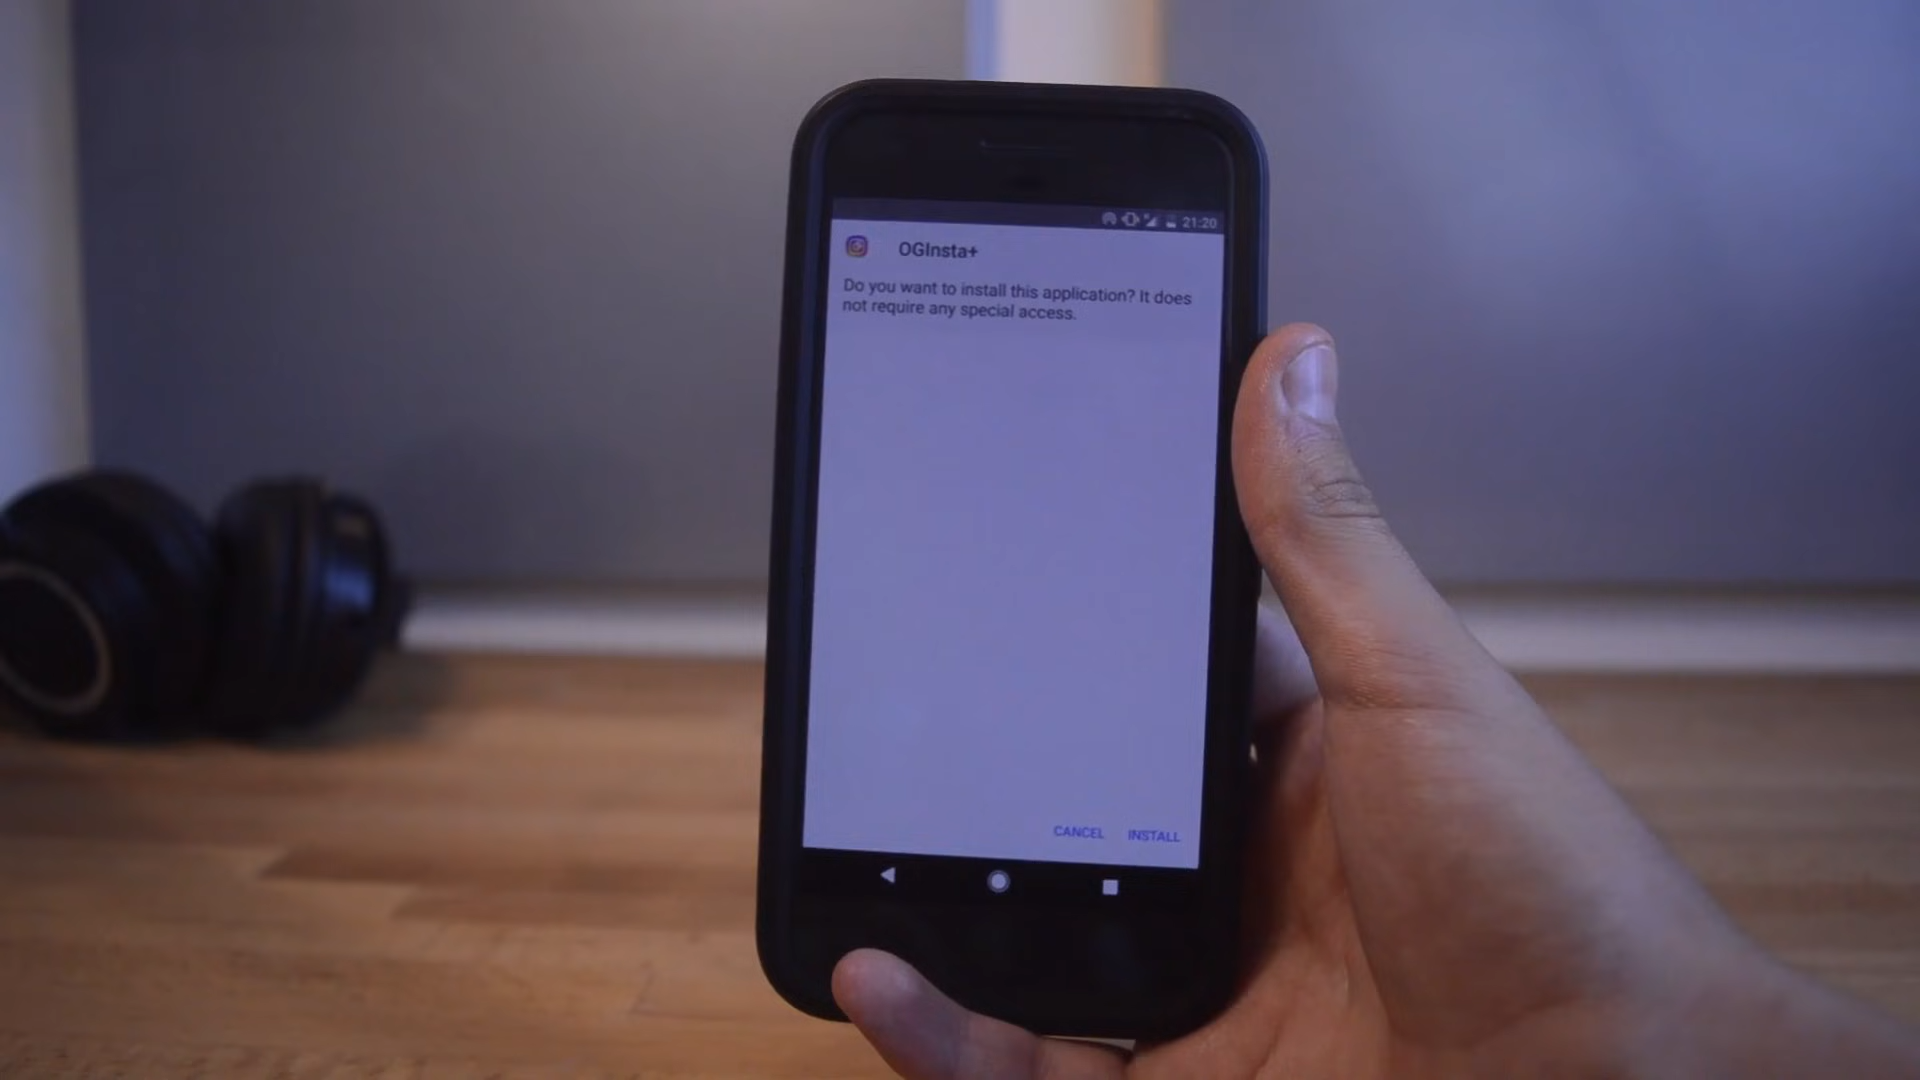 21:20
OGInsta+
Do you want to install this application? It does
not require any special access.
CANCEL INSTALL